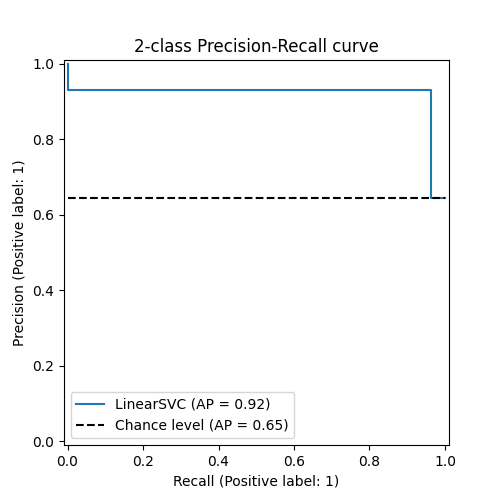 2-class Precision-Recall curve
Precision (Positive label: 1)
1.0
0.8
0.6
0.4
0.2
0.0
LinearSVC (AP = 0.92)
Chance level (AP = 0.65)
0.0 0.2 0.4 0.6 0.8 1.0
Recall (Positive label: 1)